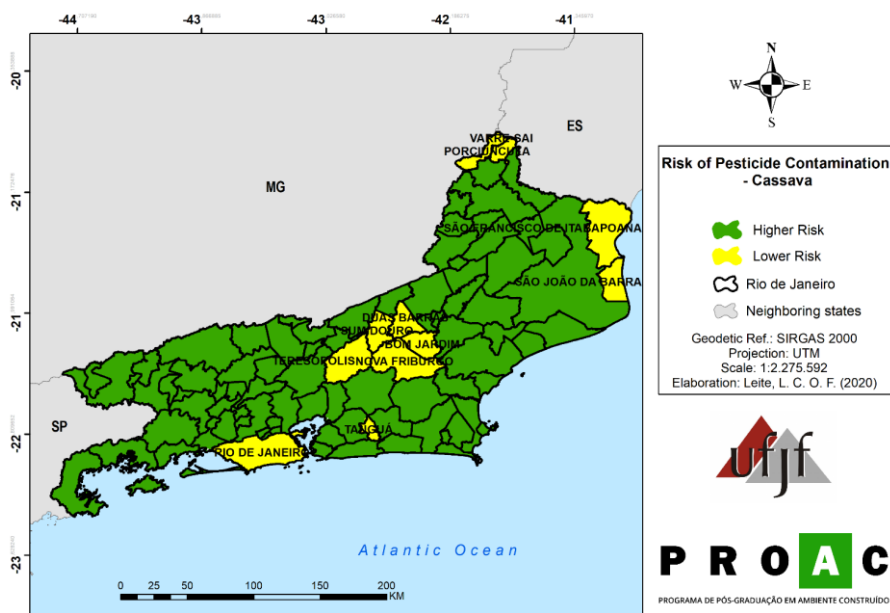 -44 -43 -43 -42 -41
-20
-21
-21
-22
-23
MG
ES
SP
VARRE-SAI
PORCIÚNCULA
SÃO FRANCISCO DE ITABAPOANA
SÃO JOÃO DA BARRA
DUAS BARRAS
SUMIDOURO
BOM JARDIM
TERESÓPOLIS NOVA FRIBURGO
TANGUÁ
RIO DE JANEIRO
Atlantic Ocean
0 25 50 100 150 200
KM
N
W E
S
Risk of Pesticide Contamination
- Cassava
Higher Risk
Lower Risk
Rio de Janeiro
Neighboring states
Geodetic Ref.: SIRGAS 2000
Projection: UTM
Scale: 1:2.275.592
Elaboration: Leite, L. C. O. F. (2020)
ufjf
PROAC
PROGRAMA DE PÓS-GRADUAÇÃO EM AMBIENTE CONSTRUÍDO